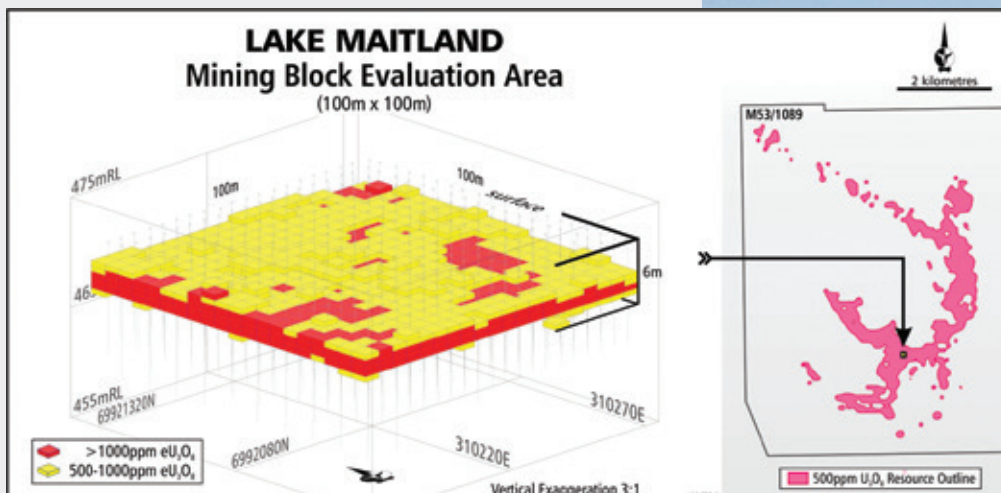 LAKE MAITLAND
Mining Block Evaluation Area
(100m x 100m)
475mRL
100m
100m
surface
6m
455mRL
69921320N
6992080N
310220E
310270E
>1000ppm eU₃O₈
500-1000ppm eU₃O₈
Vertical Exaggeration 3:1
2 kilometres
M53/1089
500ppm U₃O₈ Resource Outline